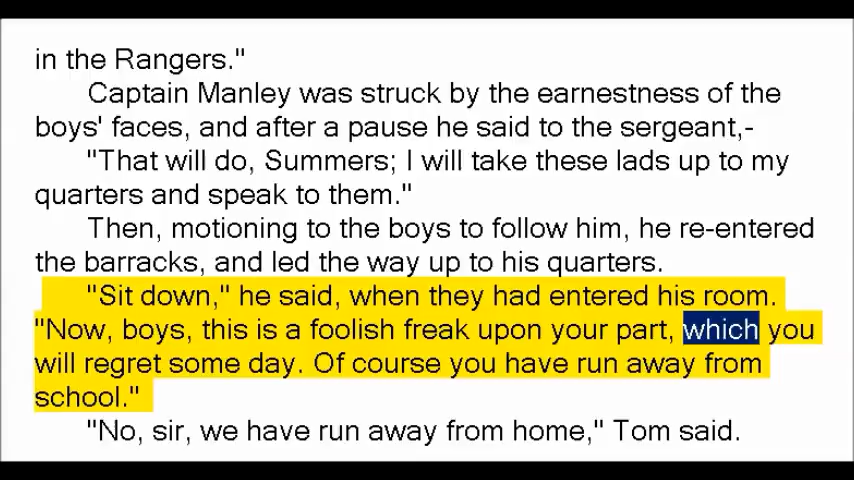 in the Rangers."
Captain Manley was struck by the earnestness of the
boys' faces, and after a pause he said to the sergeant,-
"That will do, Summers; I will take these lads up to my
quarters and speak to them."
Then, motioning to the boys to follow him, he re-entered
the barracks, and led the way up to his quarters.
"Sit down," he said, when they had entered his room.
"Now, boys, this is a foolish freak upon your part, which you
will regret some day. Of course you have run away from
school."
"No, sir, we have run away from home," Tom said.